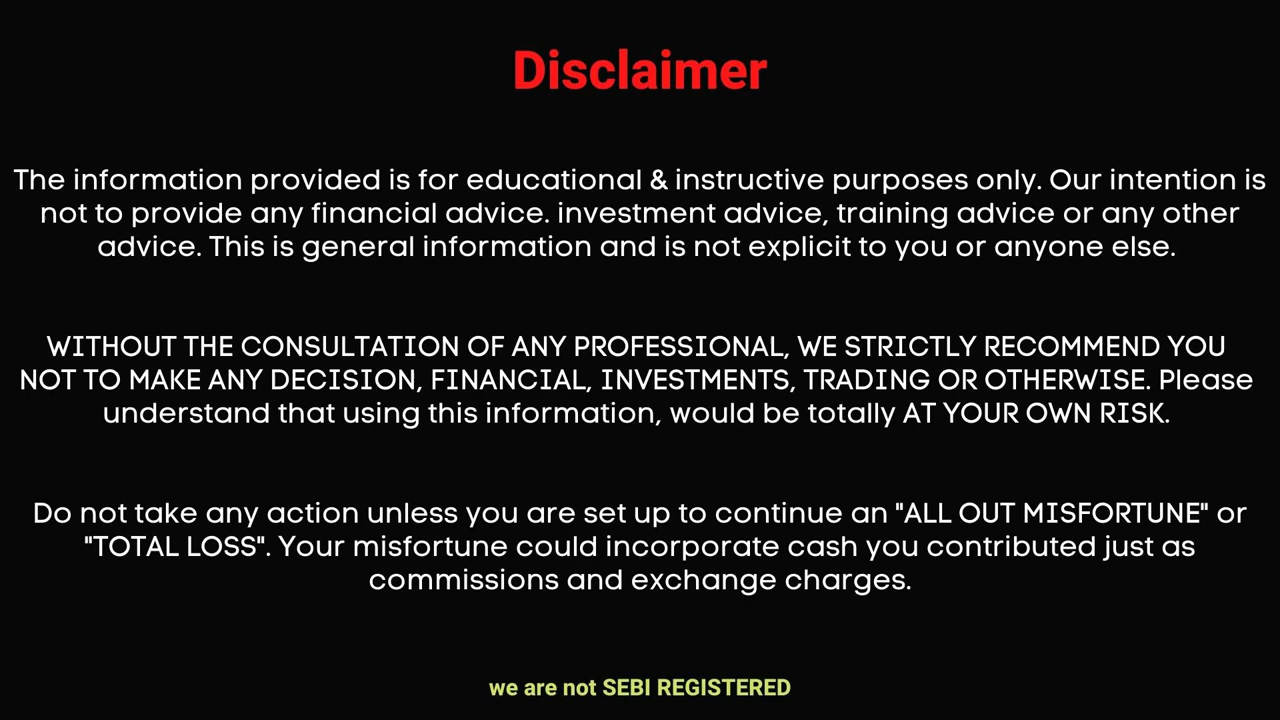 Disclaimer
The information provided is for educational & instructive purposes only. Our intention is
not to provide any financial advice. investment advice, training advice or any other
advice. This is general information and is not explicit to you or anyone else.
WITHOUT THE CONSULTATION OF ANY PROFESSIONAL, WE STRICTLY RECOMMEND YOU
NOT TO MAKE ANY DECISION, FINANCIAL, INVESTMENTS, TRADING OR OTHERWISE. Please
understand that using this information, would be totally AT YOUR OWN RISK.
Do not take any action unless you are set up to continue an "ALL OUT MISFORTUNE" or
"TOTAL LOSS". Your misfortune could incorporate cash you contributed just as
commissions and exchange charges.
we are not SEBI REGISTERED